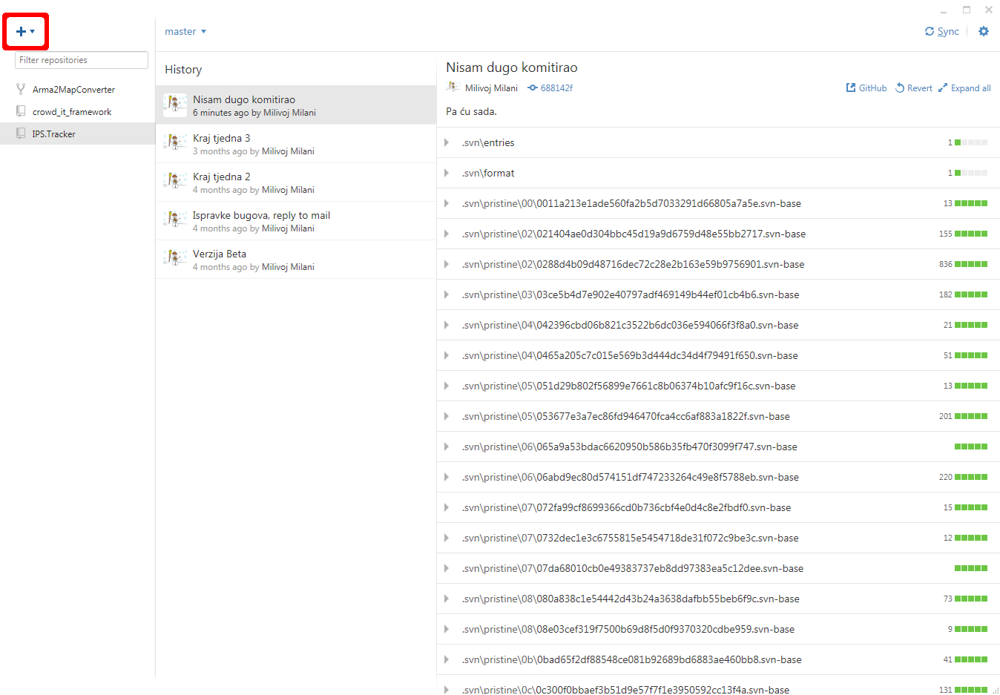 master
Sync
Filter repositories
Arma2MapConverter
crowd_it_framework
IPS.Tracker
History
Nisam dugo komitirao
6 minutes ago by Milivoj Milani
Kraj tjedna 3
3 months ago by Milivoj Milani
Kraj tjedna 2
4 months ago by Milivoj Milani
Ispravke bugova, reply to mail
4 months ago by Milivoj Milani
Verzija Beta
4 months ago by Milivoj Milani
Nisam dugo komitirao
Milivoj Milani 688142f GitHub Revert Expand all
Pa ću sada.
.svn\entries 1
.svn\format 1
.svn\pristine\00\0011a213e1ade560fa2b5d7033291d66805a7a5e.svn-base 13
.svn\pristine\02\021404ae0d304bbc45d19a9d6759d48e55bb2717.svn-base 155
.svn\pristine\02\0288d4b09d48716dec72c28e2b163e59b9756901.svn-base 836
.svn\pristine\03\03ce5b4d7e902e40797adf469149b44ef01cb4b6.svn-base 182
.svn\pristine\04\042396cbd06b821c3522b6dc036e594066f3f8a0.svn-base 21
.svn\pristine\04\0465a205c7c015e569b3d444dc34d4f79491f650.svn-base 51
.svn\pristine\05\051d29b802f56899e7661c8b06374b10afc9f16c.svn-base 13
.svn\pristine\05\053677e3a7ec86fd946470fca4cc6af883a1822f.svn-base 201
.svn\pristine\06\065a9a53bdac6620950b586b35fb470f3099f747.svn-base
.svn\pristine\06\06abd9ec80d574151df747233264c49e8f5788eb.svn-base 220
.svn\pristine\07\072fa99cf8699366cd0b736cbf4e0d4c8e2fbdf0.svn-base 15
.svn\pristine\07\0732dec1e3c6755815e5454718de31f072c9be3c.svn-base 12
.svn\pristine\07\07da68010cb0e49383737eb8dd97383ea5c12dee.svn-base
.svn\pristine\08\080a838c1e54442d43b24a3638dafbb55beb6f9c.svn-base 73
.svn\pristine\08\08e03cef319f7500b69d8f5d0f9370320cdbe959.svn-base 9
.svn\pristine\0b\0bad65f2df88548ce081b92689bd6883ae460bb8.svn-base 41
.svn\pristine\0c\0c300f0bbaef3b51d9e57f7f1e3950592cc13f4a.svn-base 131